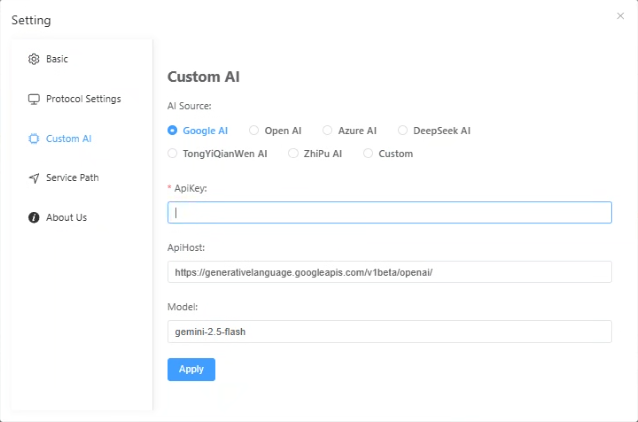 Setting
Basic
Protocol Settings
Custom AI
Service Path
About Us
Custom AI
AI Source:
Google AI Open AI Azure AI DeepSeek AI
TongYiQianWen AI ZhiPu AI Custom
* ApiKey:
ApiHost:
https://generativelanguage.googleapis.com/v1beta/openai/
Model:
gemini-2.5-flash
Apply